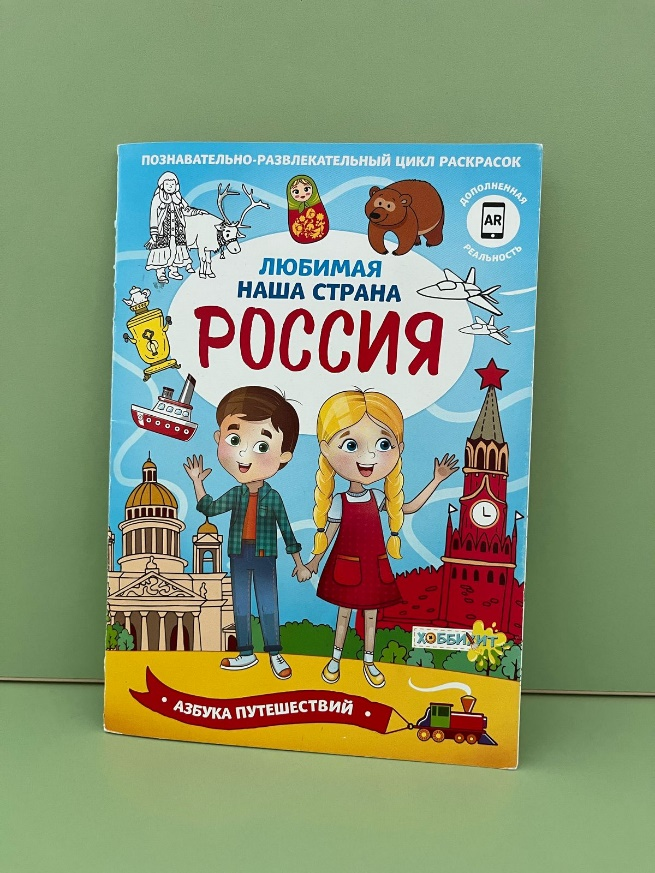 ПОЗНАВАТЕЛЬНО-РАЗВЛЕКАТЕЛЬНЫЙ ЦИКЛ РАСКРАСОК
ДОПОЛНЕННАЯ
AR
РЕАЛЬНОСТЬ
ЛЮБИМАЯ
НАША СТРАНА
РОССИЯ
ХОББИХИТ
АЗБУКА ПУТЕШЕСТВИЙ